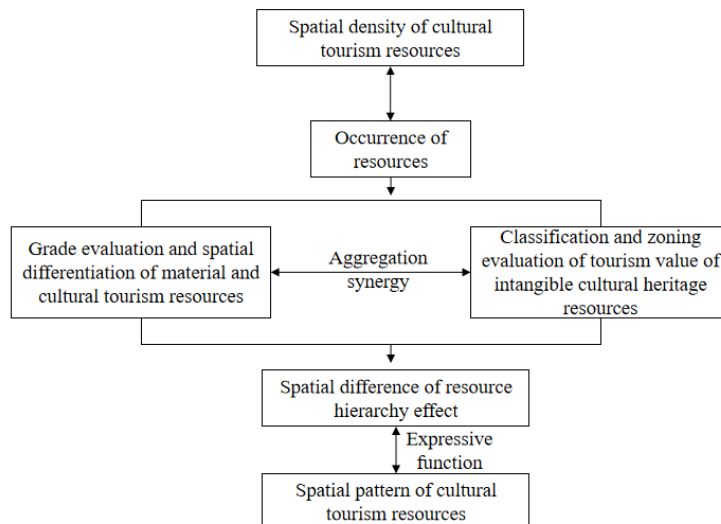 Spatial density of cultural
tourism resources
Occurrence of
resources
Grade evaluation and spatial
differentiation of material and
cultural tourism resources
Aggregation
synergy
Classification and zoning
evaluation of tourism value of
intangible cultural heritage
resources
Spatial difference of resource
hierarchy effect
Expressive
function
Spatial pattern of cultural
tourism resources